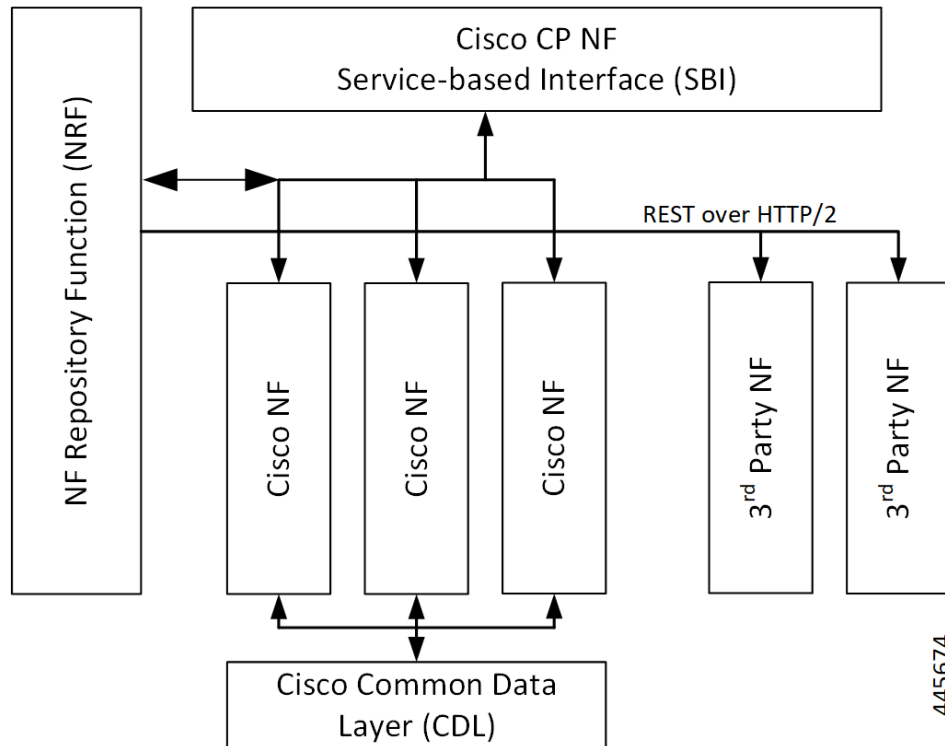 Cisco CP NF
Service-based Interface (SBI)
NF Repository Function (NRF)
REST over HTTP/2
Cisco NF
Cisco NF
Cisco NF
3rd Party NF
3rd Party NF
Cisco Common Data
Layer (CDL)
445674